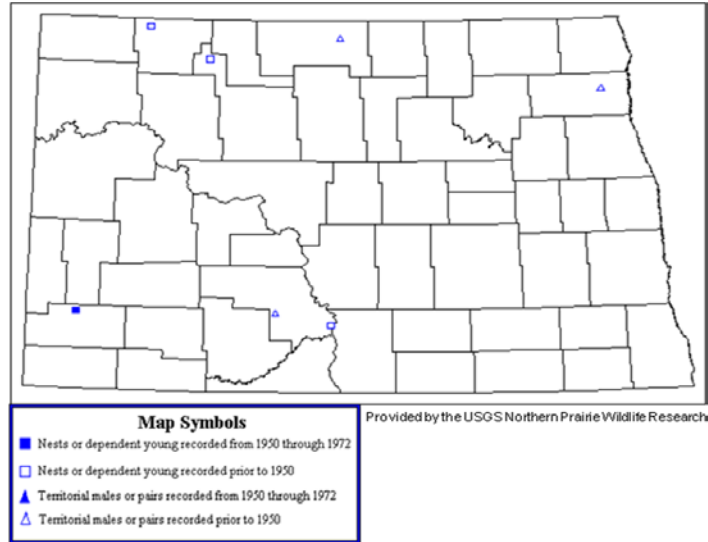 Provided by the USGS Northern Prairie Wildlife Research
Map Symbols
Nests or dependent young recorded from 1950 through 1972
Nests or dependent young recorded prior to 1950
Territorial males or pairs recorded from 1950 through 1972
Territorial males or pairs recorded prior to 1950